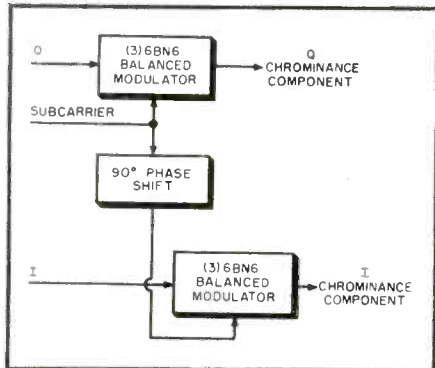 Q
(3)6BN6
BALANCED
MODULATOR
Q
CHROMINANCE
COMPONENT
SUBCARRIER
90° PHASE
SHIFT
I
(3)6BN6
BALANCED
MODULATOR
I
CHROMINANCE
COMPONENT